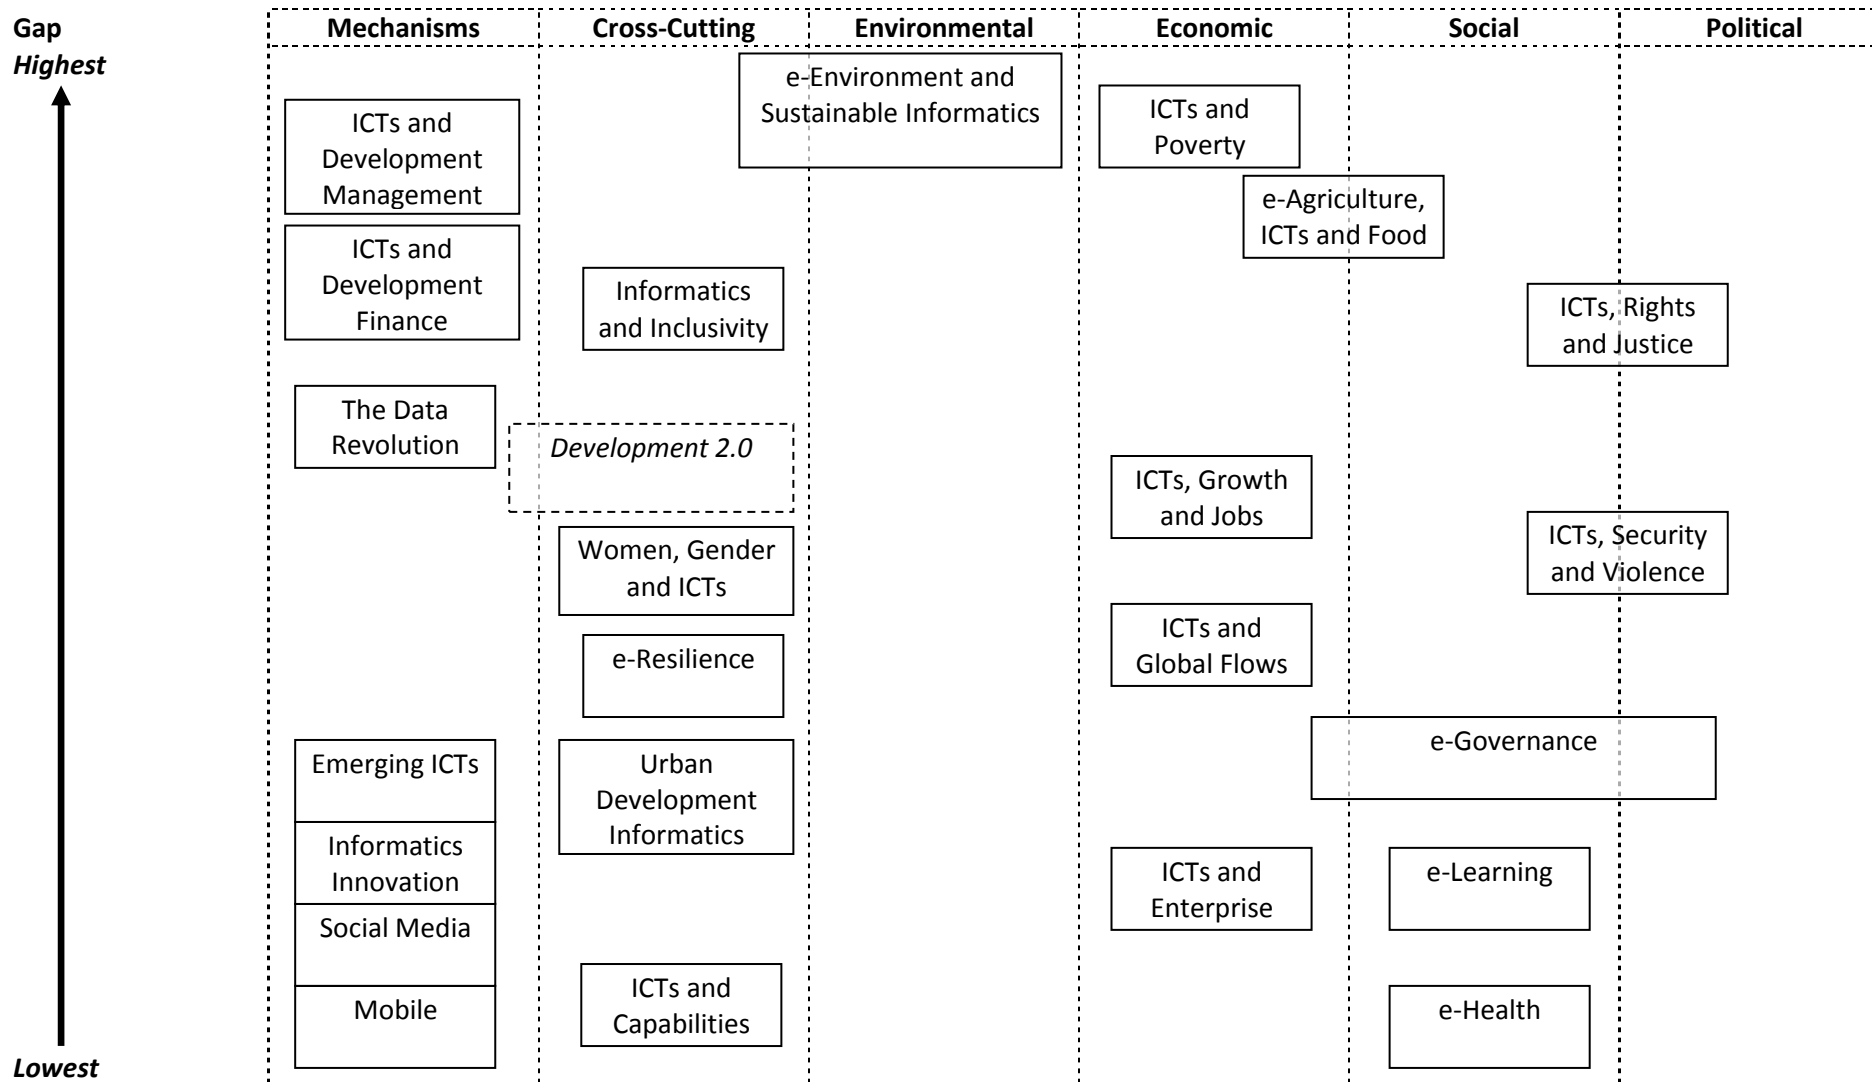 Gap
Highest
Mechanisms
Cross-Cutting
Environmental
Economic
Social
Political
e-Environment and
Sustainable Informatics
ICTs and
Poverty
ICTs and
Development
Management
e-Agriculture,
ICTs and Food
ICTs and
Development
Finance
Informatics
and Inclusivity
ICTs, Rights
and Justice
The Data
Revolution
Development 2.0
ICTs, Growth
and Jobs
ICTs, Security
and Violence
Women, Gender
and ICTs
ICTs and
Global Flows
e-Resilience
e-Governance
Emerging ICTs
Urban
Development
Informatics
Informatics
Innovation
ICTs and
Enterprise
e-Learning
Social Media
ICTs and
Capabilities
Mobile
e-Health
Lowest